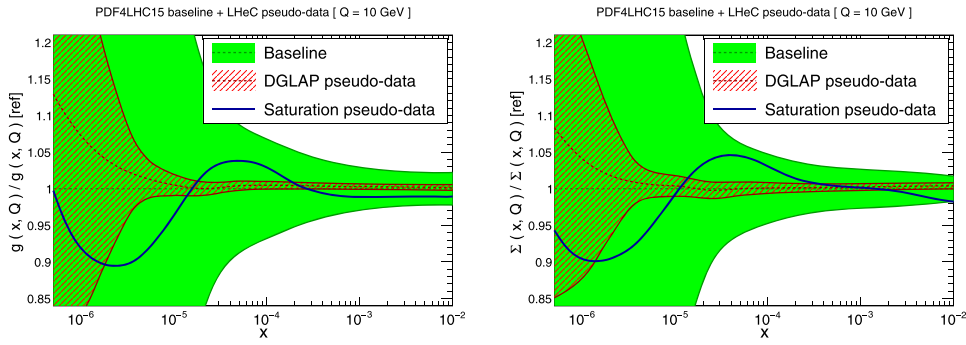 PDF4LHC15 baseline + LHeC pseudo-data [ Q = 10 GeV ]
g ( x, Q ) / g ( x, Q ) [ref]
1.2
1.15
1.1
1.05
1
0.95
0.9
0.85
Baseline
DGLAP pseudo-data
Saturation pseudo-data
10⁻⁶ 10⁻⁵ 10⁻⁴ 10⁻³ 10⁻²
x
PDF4LHC15 baseline + LHeC pseudo-data [ Q = 10 GeV ]
Σ ( x, Q ) / Σ ( x, Q ) [ref]
1.2
1.15
1.1
1.05
1
0.95
0.9
0.85
Baseline
DGLAP pseudo-data
Saturation pseudo-data
10⁻⁶ 10⁻⁵ 10⁻⁴ 10⁻³ 10⁻²
x